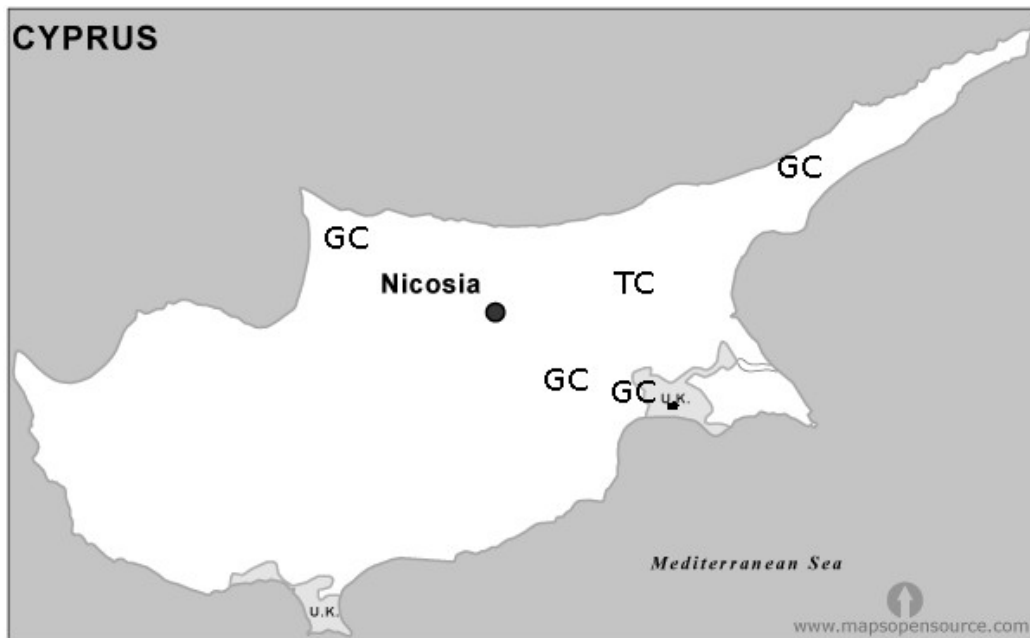 CYPRUS
GC
GC
Nicosia
TC
GC
GC
U.K.
Mediterranean Sea
U.K.
www.mapsopensource.com